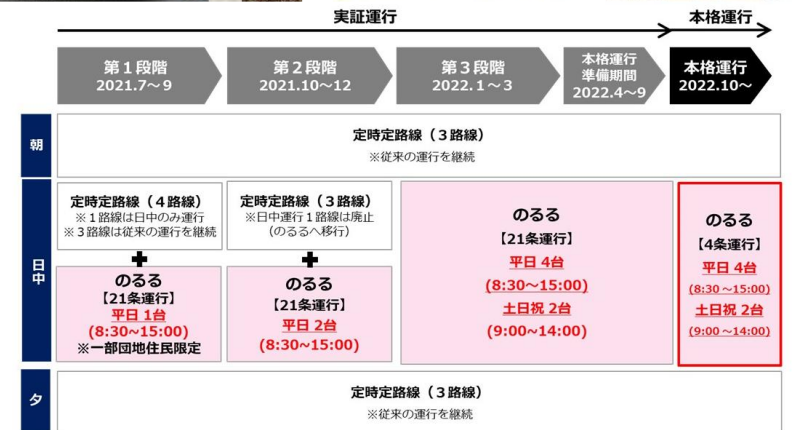 実証運行
本格運行
第1段階
2021.7～9
第2段階
2021.10～12
第3段階
2022.1～3
本格運行
準備期間
2022.4～9
本格運行
2022.10～
朝
定時定路線（3路線）
※従来の運行を継続
日中
定時定路線（4路線）
※1路線は日中のみ運行
※3路線は従来の運行を継続
+
のるる
【21条運行】
平日 1台
(8:30~15:00)
※一部団地住民限定
定時定路線（3路線）
※日中運行1路線は廃止
(のるるへ移行)
+
のるる
【21条運行】
平日 2台
(8:30~15:00)
のるる
【21条運行】
平日 4台
(8:30~15:00)
土日祝 2台
(9:00~14:00)
のるる
【4条運行】
平日 4台
(8:30~15:00)
土日祝 2台
(9:00~14:00)
夕
定時定路線（3路線）
※従来の運行を継続